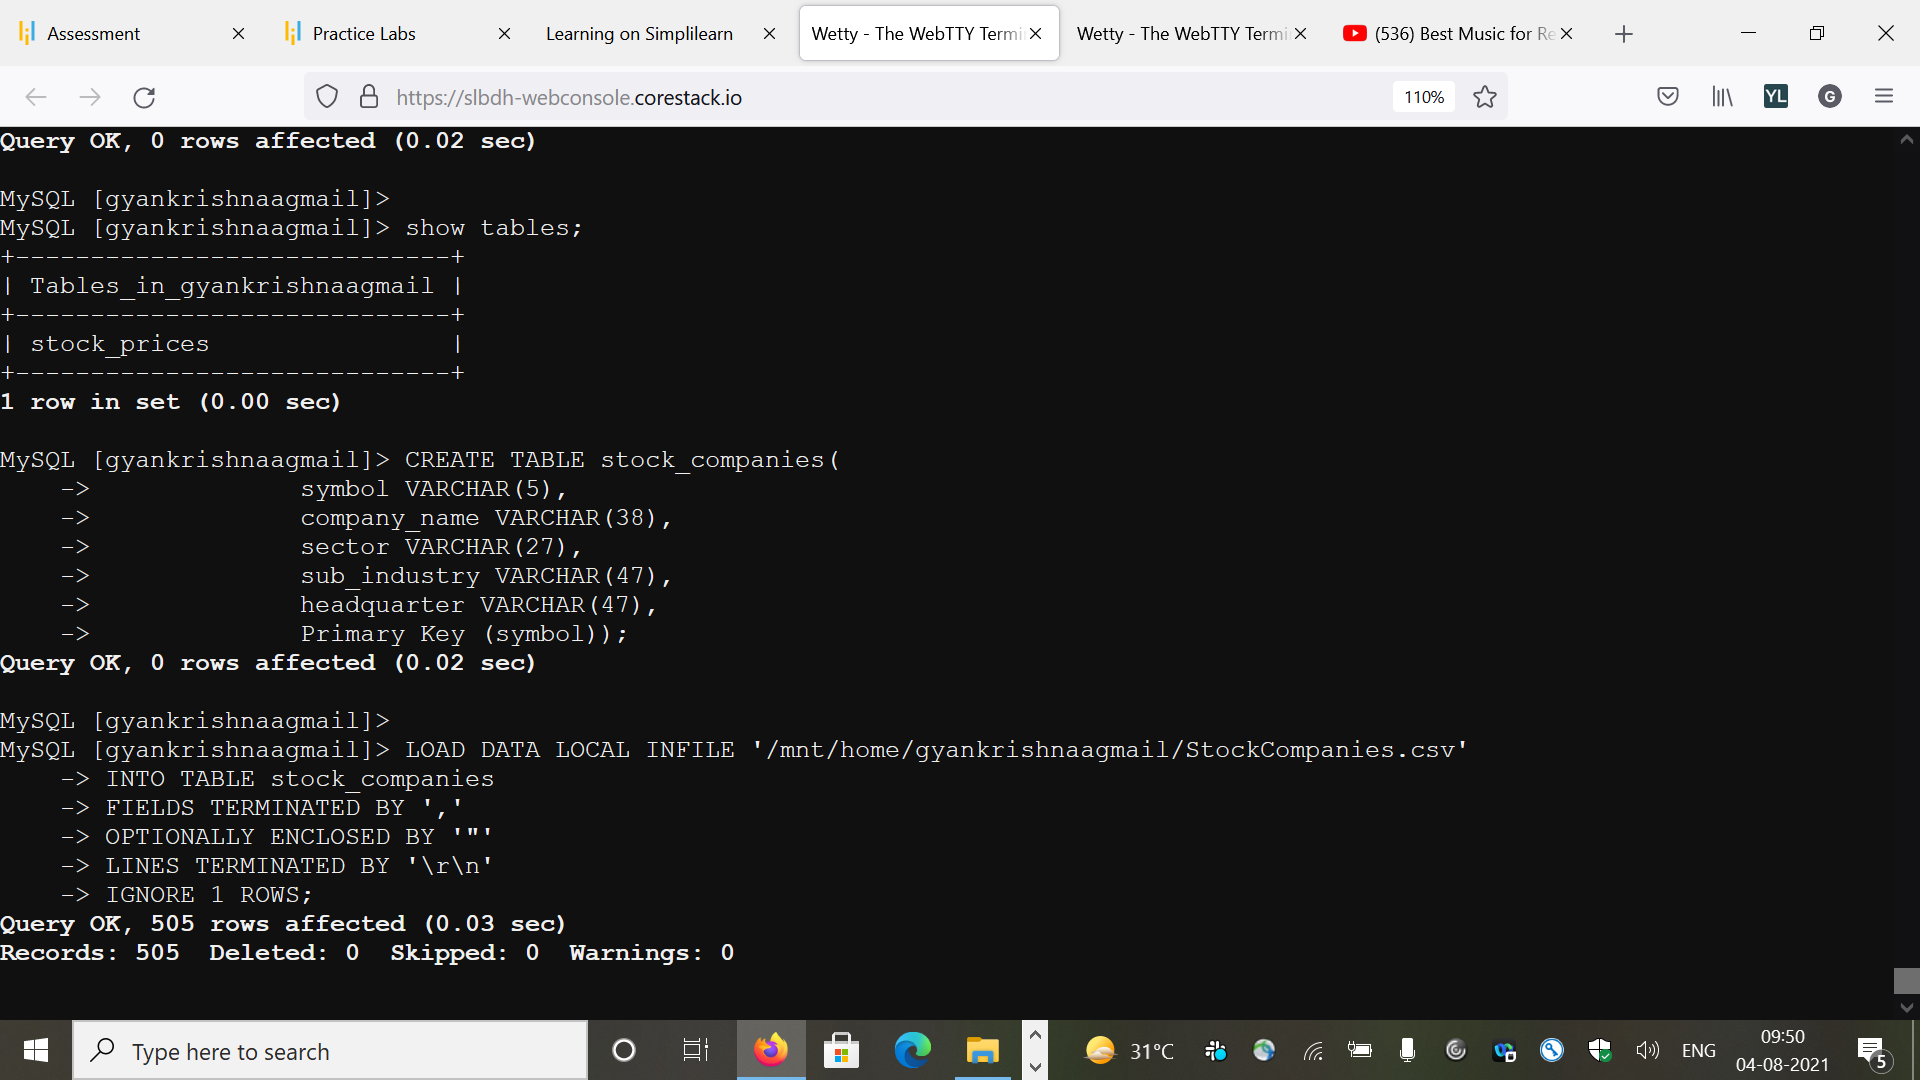 Assessment
Practice Labs
Learning on Simplilearn
Wetty - The WebTTY Termi
Wetty - The WebTTY Termi
(536) Best Music for Re
https://slbdh-webconsole.corestack.io
110%
YL
G
Query OK, 0 rows affected (0.02 sec)
MySQL [gyankrishnaagmail]>
MySQL [gyankrishnaagmail]> show tables;
+-----------------------------+
| Tables_in_gyankrishnaagmail |
+-----------------------------+
| stock_prices                |
+-----------------------------+
1 row in set (0.00 sec)
MySQL [gyankrishnaagmail]> CREATE TABLE stock_companies(
    ->              symbol VARCHAR(5),
    ->              company_name VARCHAR(38),
    ->              sector VARCHAR(27),
    ->              sub_industry VARCHAR(47),
    ->              headquarter VARCHAR(47),
    ->              Primary Key (symbol));
Query OK, 0 rows affected (0.02 sec)
MySQL [gyankrishnaagmail]>
MySQL [gyankrishnaagmail]> LOAD DATA LOCAL INFILE '/mnt/home/gyankrishnaagmail/StockCompanies.csv'
    -> INTO TABLE stock_companies
    -> FIELDS TERMINATED BY ','
    -> OPTIONALLY ENCLOSED BY '"'
    -> LINES TERMINATED BY '\r\n'
    -> IGNORE 1 ROWS;
Query OK, 505 rows affected (0.03 sec)
Records: 505  Deleted: 0  Skipped: 0  Warnings: 0
Type here to search
31°C
ENG
09:50
04-08-2021
5